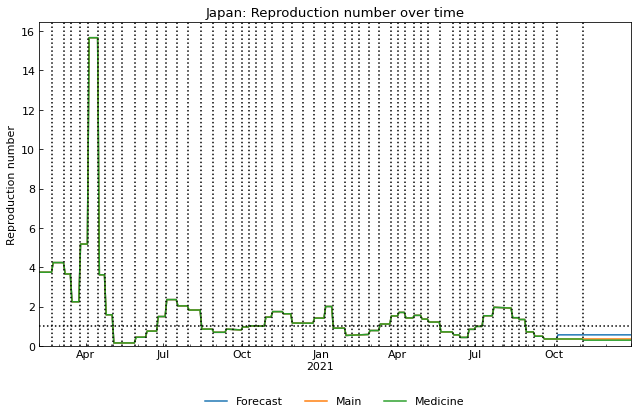 Japan: Reproduction number over time
Reproduction number
16
14
12
10
8
6
4
2
0
Apr Jul Oct Jan Apr Jul Oct
2021
Forecast Main Medicine